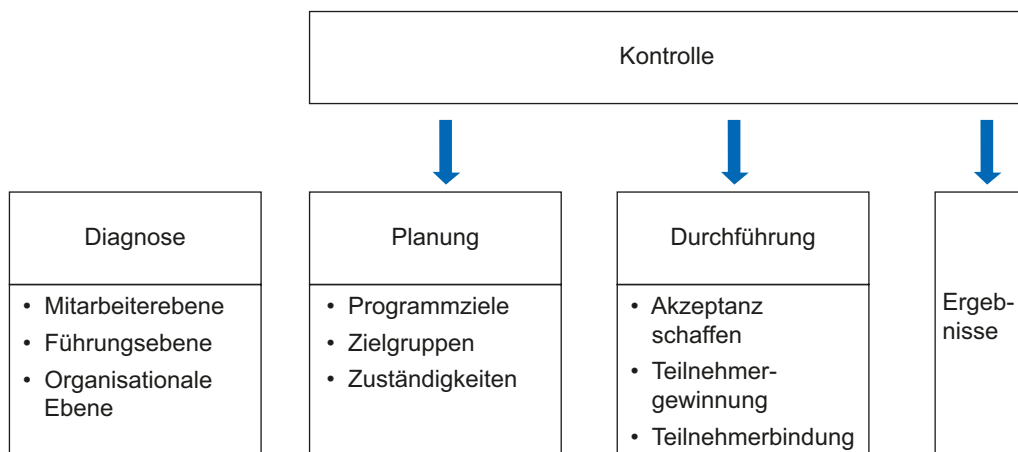 Kontrolle
Diagnose
• Mitarbeiterebene
• Führungsebene
• Organisationale
Ebene
Planung
• Programmziele
• Zielgruppen
• Zuständigkeiten
Durchführung
• Akzeptanz
schaffen
• Teilnehmer-
gewinnung
• Teilnehmerbindung
Ergeb-
nisse